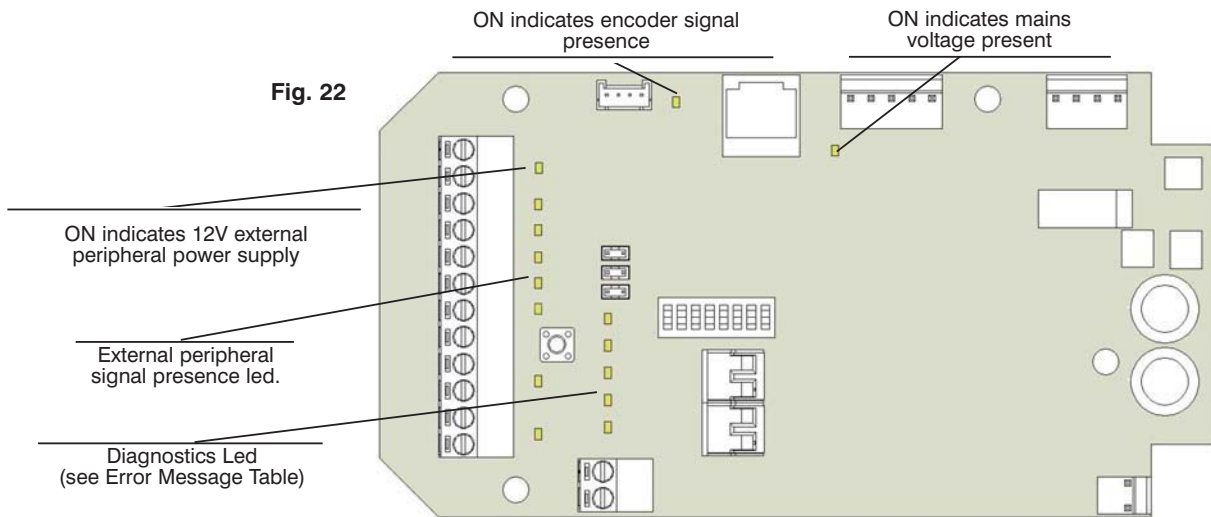 ON indicates encoder signal
presence
ON indicates mains
voltage present
Fig. 22
ON indicates 12V external
peripheral power supply
External peripheral
signal presence led.
Diagnostics Led
(see Error Message Table)